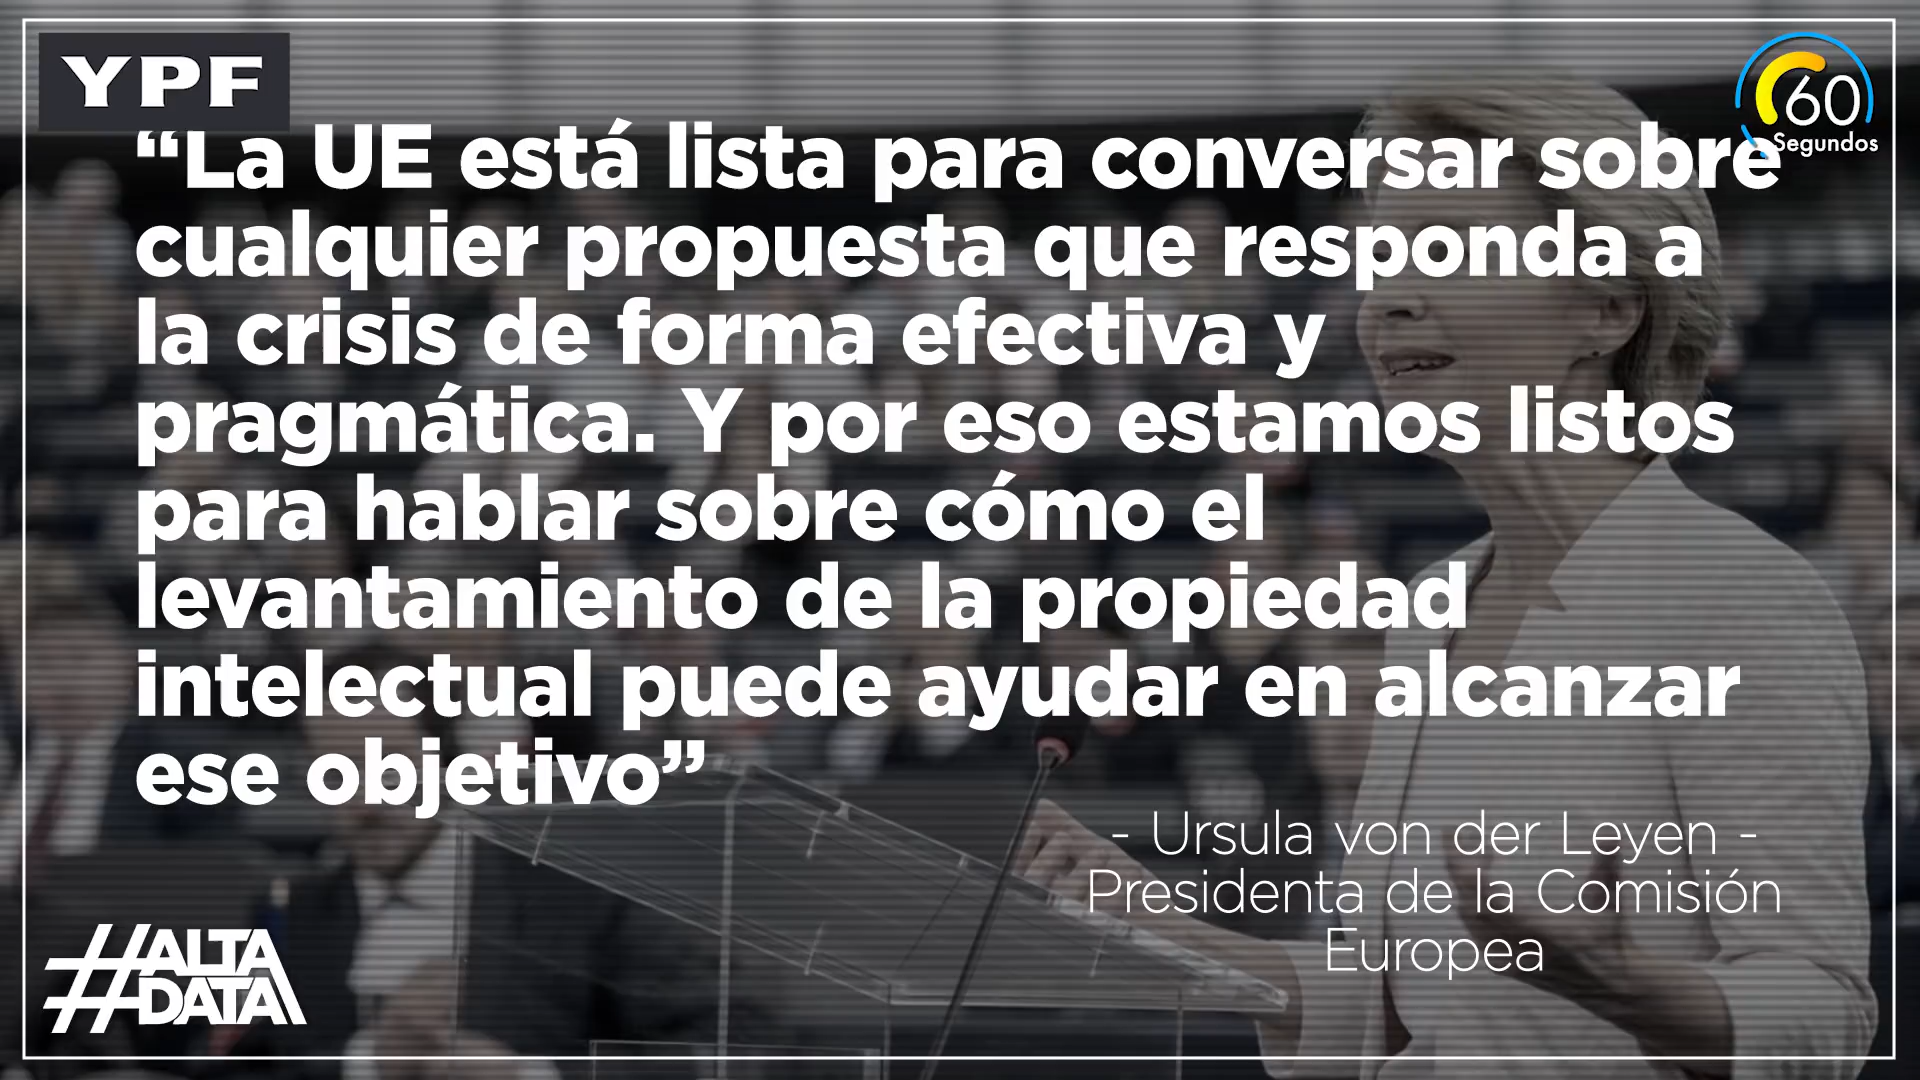 YPF
60
Segundos
“La UE está lista para conversar sobre
cualquier propuesta que responda a
la crisis de forma efectiva y
pragmática. Y por eso estamos listos
para hablar sobre cómo el
levantamiento de la propiedad
intelectual puede ayudar en alcanzar
ese objetivo”
- Ursula von der Leyen -
Presidenta de la Comisión
Europea
#ALTA
DATA